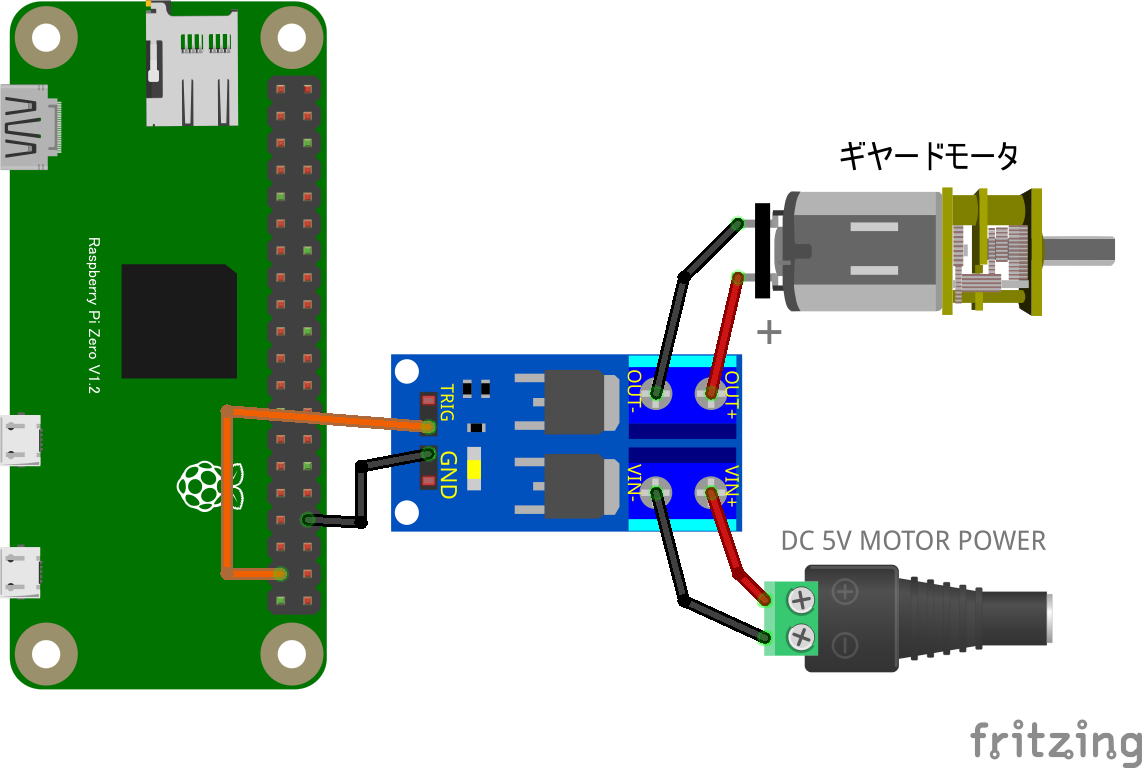 ギヤードモータ
Raspberry Pi Zero V1.2
+
TRIG
GND
OUT-
OUT+
VIN-
VIN+
DC 5V MOTOR POWER
fritzing